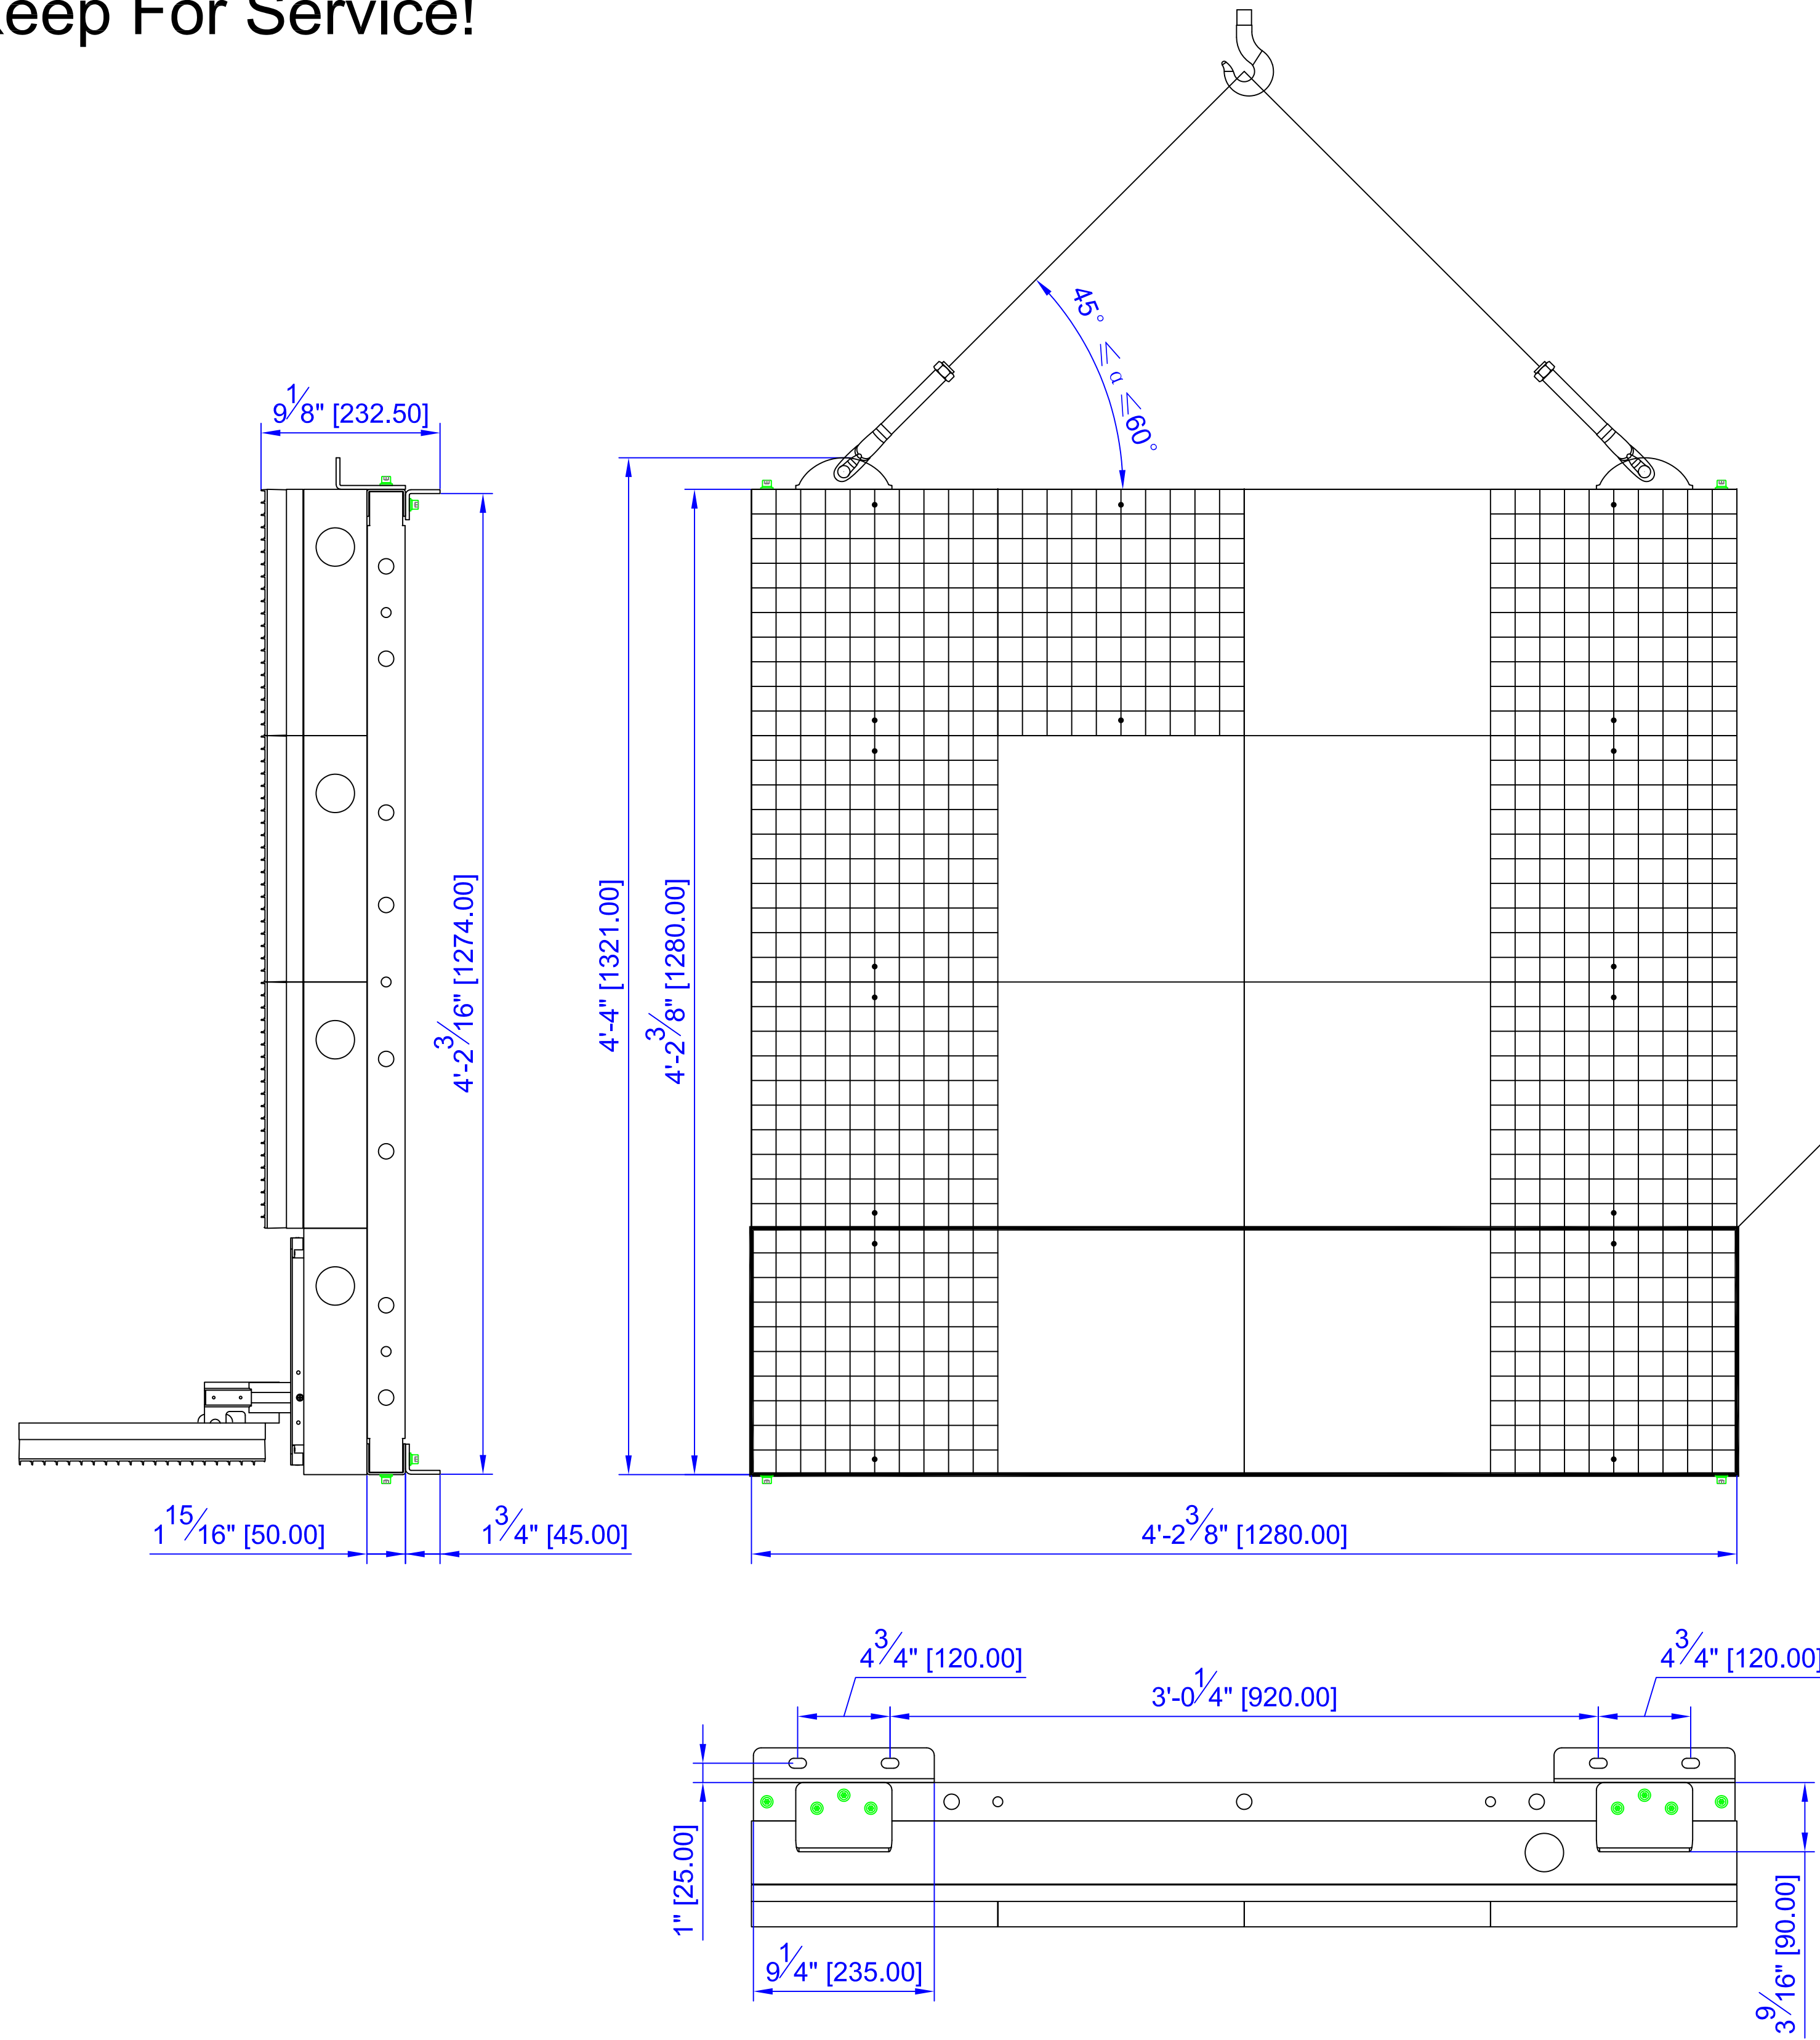 eep For Service!
45° ≤ α ≤60°
9 1/8" [232.50]
4'-2 3/16" [1274.00]
4'-4" [1321.00]
4'-2 3/8" [1280.00]
1 15/16" [50.00]
1 3/4" [45.00]
4'-2 3/8" [1280.00]
4 3/4" [120.00]
3'-0 1/4" [920.00]
4 3/4" [120.00]
1" [25.00]
9 1/4" [235.00]
3 9/16" [90.00]